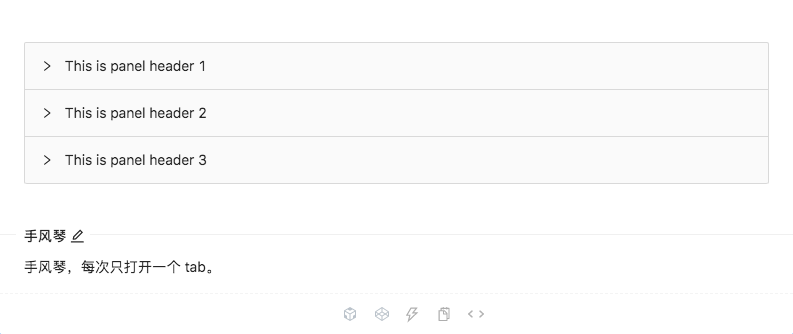 This is panel header 1
This is panel header 2
This is panel header 3
手风琴
手风琴，每次只打开一个 tab。